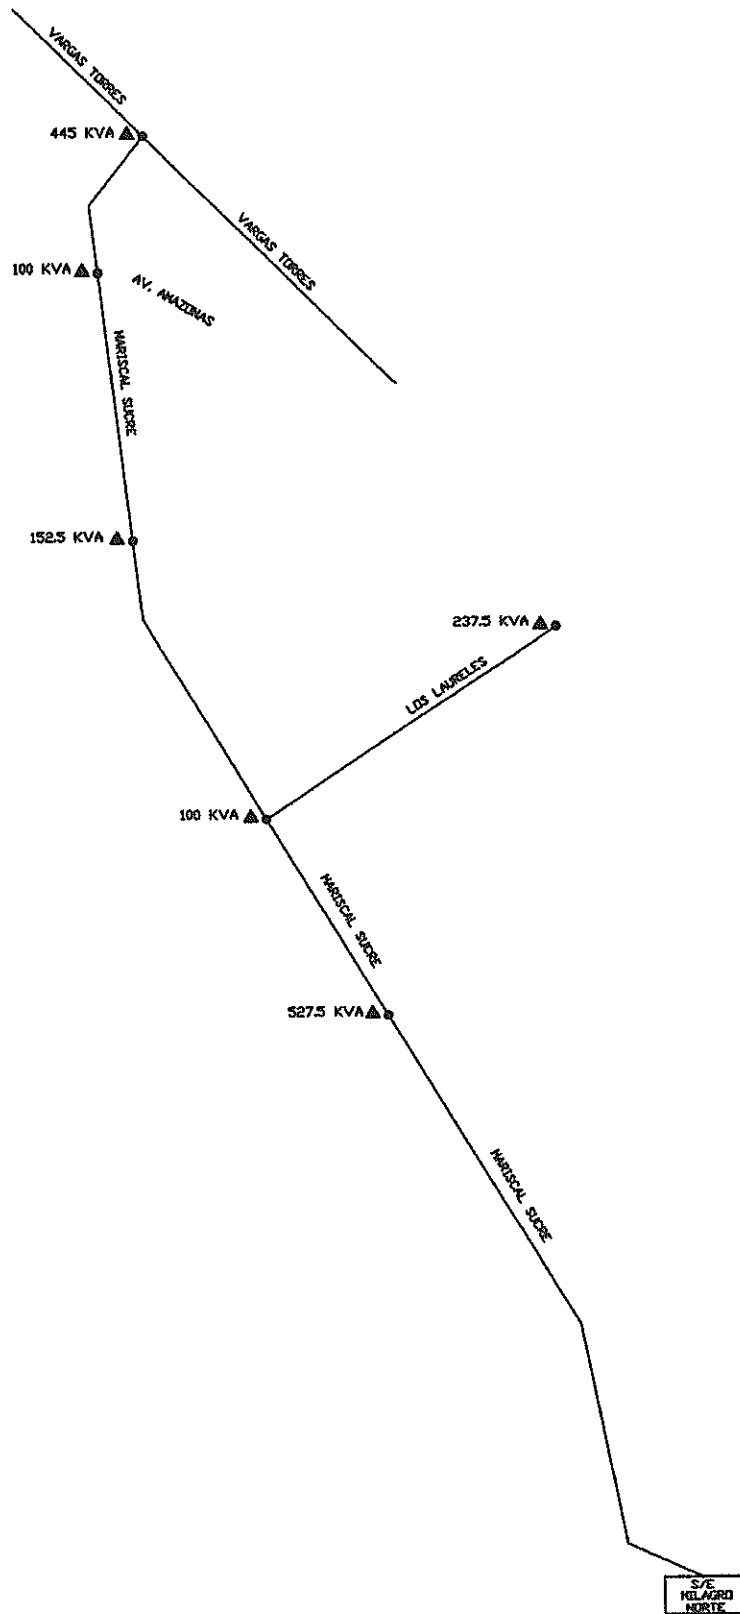 VARGAS TORRES
445 KVA
VARGAS TORRES
100 KVA
AV. AMAZONAS
MARISCAL SUCRE
152.5 KVA
237.5 KVA
LOS LAURELES
100 KVA
MARISCAL SUCRE
527.5 KVA
MARISCAL SUCRE
S/E
MILAGRO
NORTE